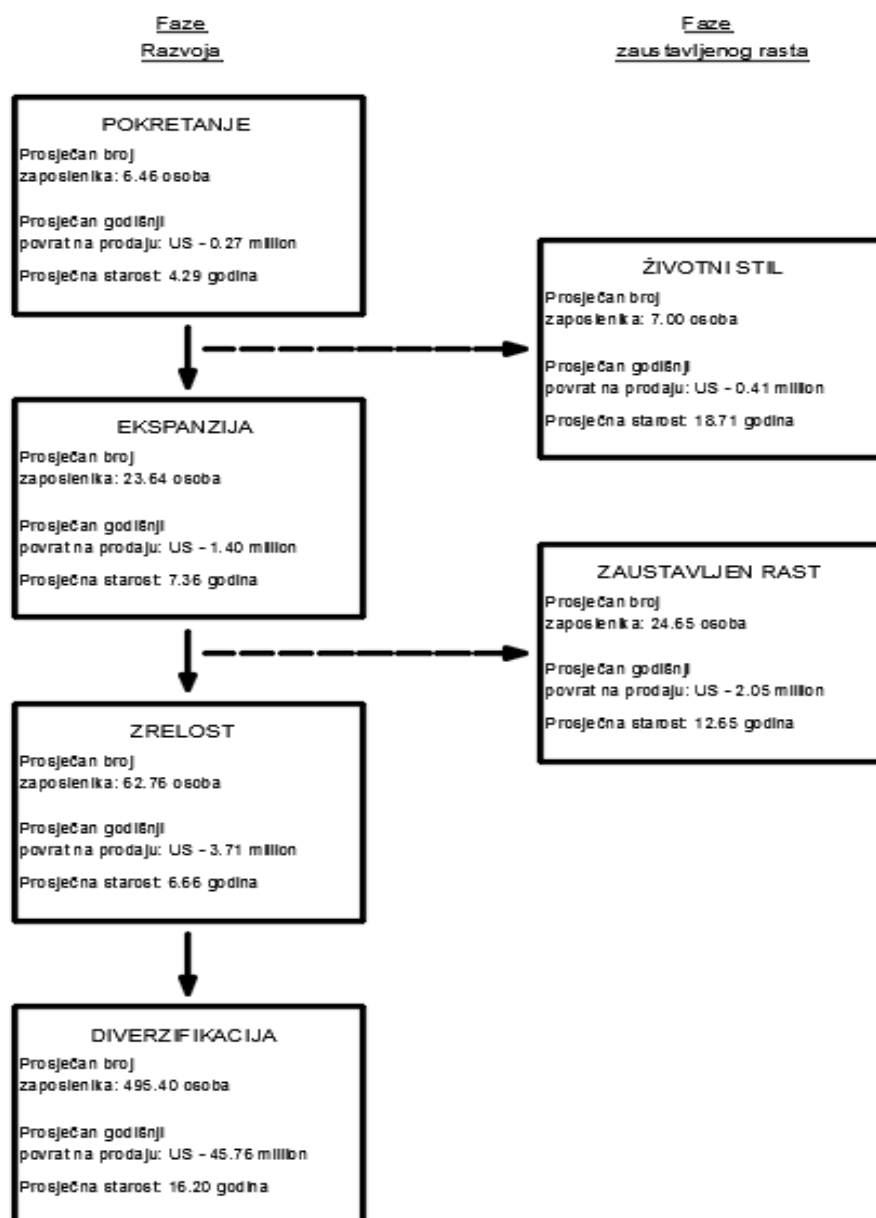 Faze
Razvoja
Faze
zaustavljenog rasta
POKRETANJE
Prosječan broj
zaposlenika: 6.46 osoba
Prosječan godišnji
povrat na prodaju: US - 0.27 million
Prosječna starost: 4.29 godina
ŽIVOTNI STIL
Prosječan broj
zaposlenika: 7.00 osoba
Prosječan godišnji
povrat na prodaju: US - 0.41 million
Prosječna starost: 18.71 godina
EKSPANZIJA
Prosječan broj
zaposlenika: 23.64 osoba
Prosječan godišnji
povrat na prodaju: US - 1.40 million
Prosječna starost: 7.36 godina
ZAUSTAVLJEN RAST
Prosječan broj
zaposlenika: 24.65 osoba
Prosječan godišnji
povrat na prodaju: US - 2.05 million
Prosječna starost: 12.65 godina
ZRELOST
Prosječan broj
zaposlenika: 62.76 osoba
Prosječan godišnji
povrat na prodaju: US - 3.71 million
Prosječna starost: 6.66 godina
DIVERZIFIKACIJA
Prosječan broj
zaposlenika: 495.40 osoba
Prosječan godišnji
povrat na prodaju: US - 45.76 million
Prosječna starost: 16.20 godina